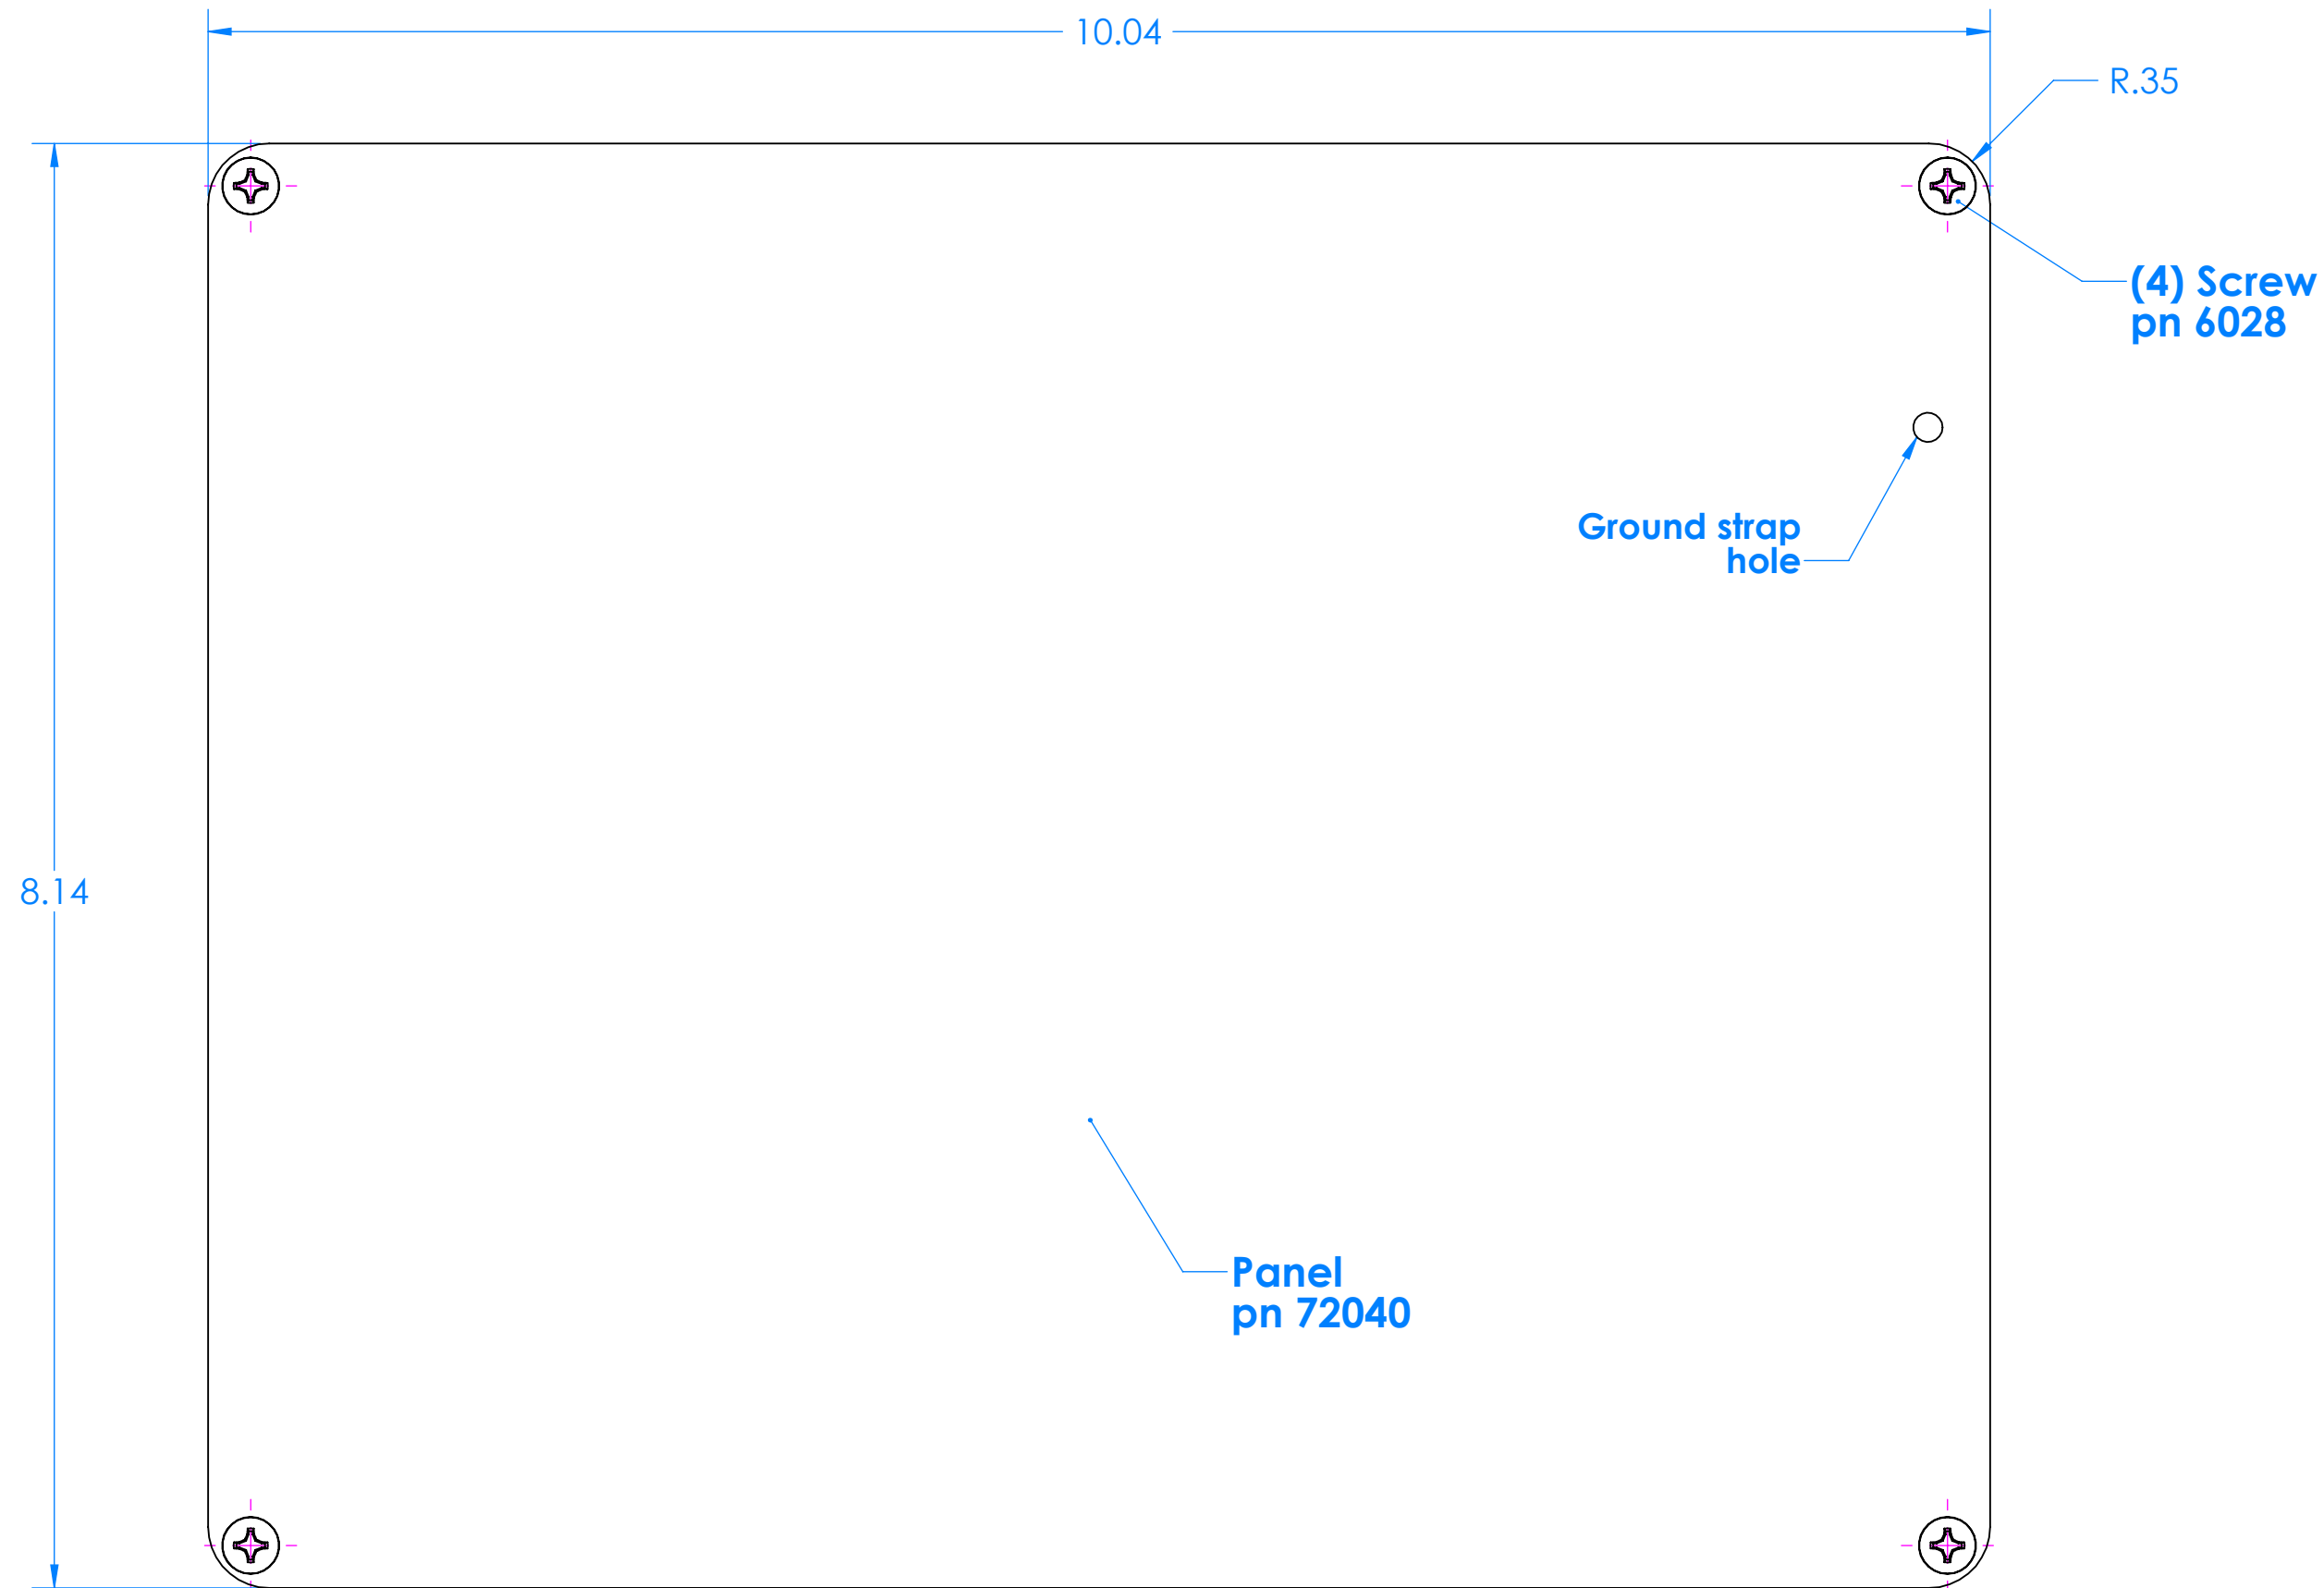 10.04
R.35
(4) Screw
pn 6028
Ground strap
hole
8.14
Panel
pn 72040